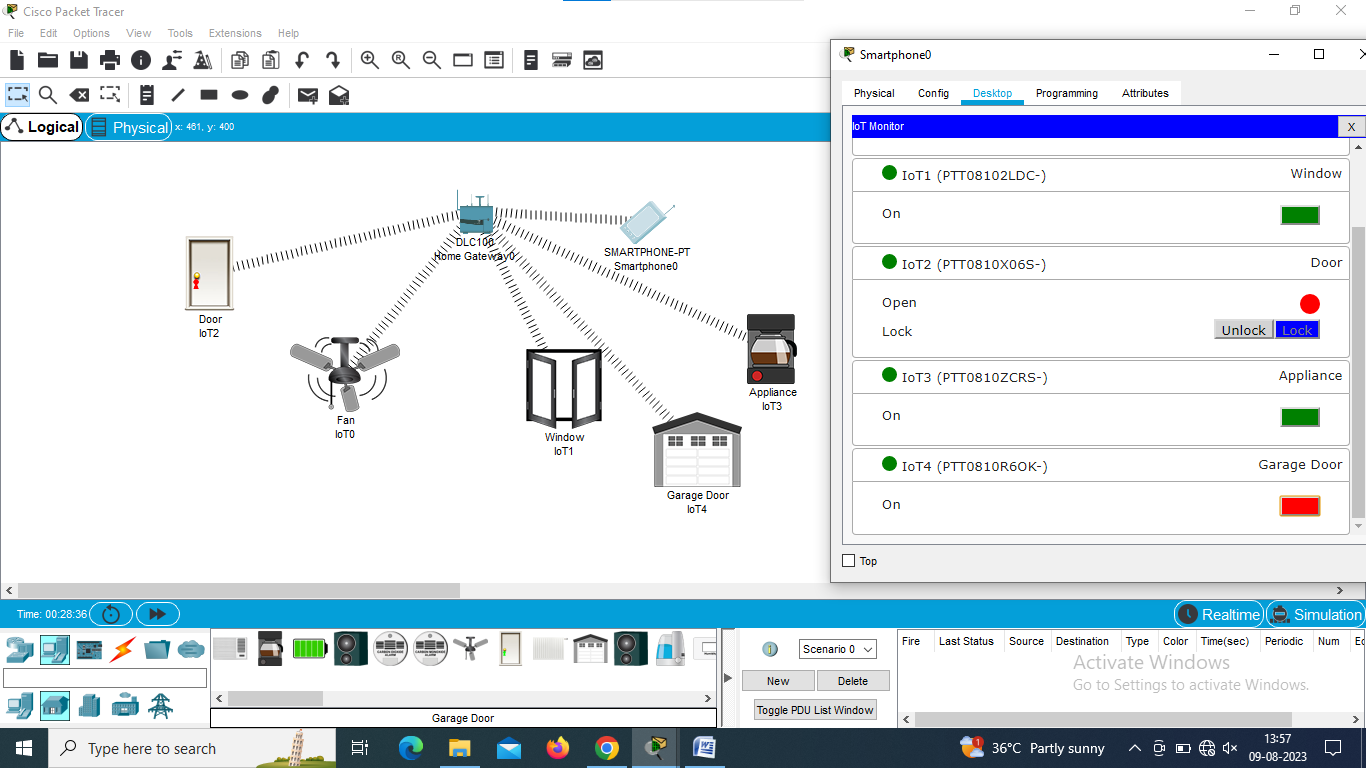 Cisco Packet Tracer
File Edit Options View Tools Extensions Help
Logical
Physical x: 461, y: 400
DLC100
Home Gateway0
SMARTPHONE-PT
Smartphone0
Door
IoT2
Fan
IoT0
Window
IoT1
Appliance
IoT3
Garage Door
IoT4
Smartphone0
Physical Config Desktop Programming Attributes
IoT Monitor X
IoT1 (PTT08102LDC-) Window
On
IoT2 (PTT0810X06S-) Door
Open
Lock Unlock Lock
IoT3 (PTT0810ZCRS-) Appliance
On
IoT4 (PTT0810R6OK-) Garage Door
On
Top
Time: 00:28:36
Realtime Simulation
Garage Door
Scenario 0
New Delete
Toggle PDU List Window
Fire Last Status Source Destination Type Color Time(sec) Periodic Num
Activate Windows
Go to Settings to activate Windows.
Type here to search
36°C Partly sunny
13:57
09-08-2023